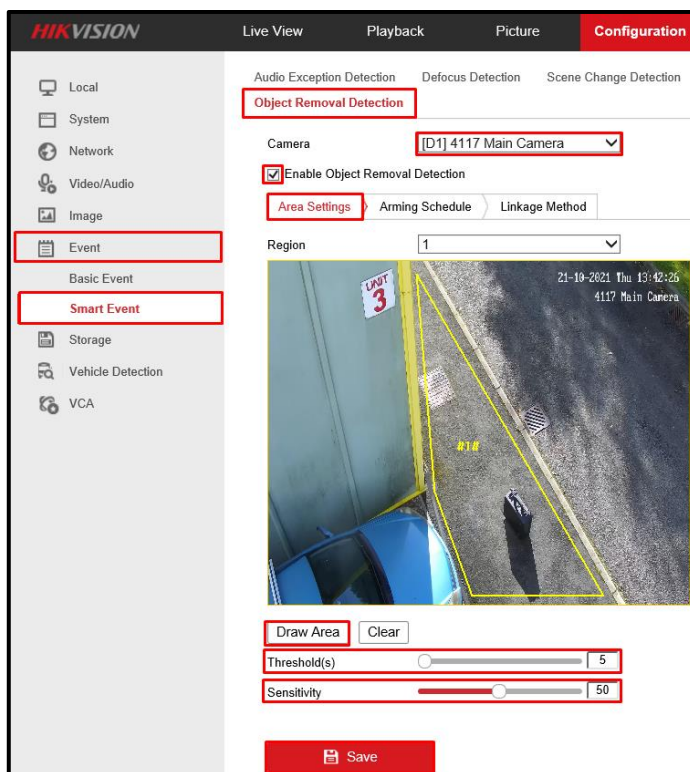 HIKVISION
Live View Playback Picture Configuration
Local
System
Network
Video/Audio
Image
Event
Basic Event
Smart Event
Storage
Vehicle Detection
VCA
Audio Exception Detection Defocus Detection Scene Change Detection
Object Removal Detection
Camera [D1] 4117 Main Camera
Enable Object Removal Detection
Area Settings Arming Schedule Linkage Method
Region 1
21-10-2021 Thu 13:42:26
4117 Main Camera
UNIT
3
#1#
Draw Area Clear
Threshold(s) 5
Sensitivity 50
Save